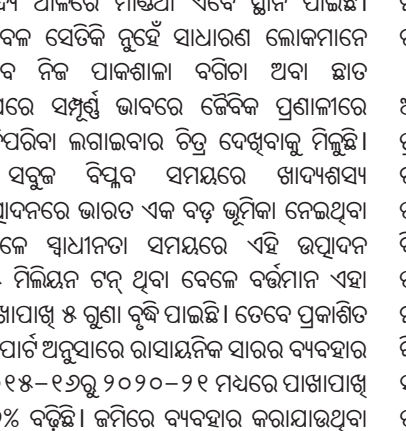 ଥାଳରେ ମାଣ୍ଡିଆ ଏବେ ସ୍ଥାନ ପାଇଛି।
ସେତିକି ନୁହେଁ ସାଧାରଣ ଲୋକମାନେ
ନିଜ ପାକଶାଳା ବଗିଚା ଅବା ଛାତ
ସମ୍ପୂର୍ଣ୍ଣ ଭାବରେ ଜୈବିକ ପ୍ରଣାଳୀରେ
ପରିବା ଲଗାଇବାର ଚିତ୍ର ଦେଖିବାକୁ ମିଳୁଛି।
ସବୁଜ ବିପ୍ଳବ ସମୟରେ ଖାଦ୍ୟଶସ୍ୟ
ପାଦନରେ ଭାରତ ଏକ ବଡ଼ ଭୂମିକା ନେଇଥିବା
ଳେ ସ୍ୱାଧୀନତା ସମୟରେ ଏହି ଉତ୍ପାଦନ
ମିଲିୟନ ଟନ୍ ଥିବା ବେଳେ ବର୍ତ୍ତମାନ ଏହା
ଖାପାଖି ୫ ଗୁଣା ବୃଦ୍ଧି ପାଇଛି। ତେବେ ପ୍ରକାଶିତ
ପୋର୍ଟ ଅନୁସାରେ ରାସାୟନିକ ସାରର ବ୍ୟବହାର
୧୫-୧୬ରୁ ୨୦୨୦-୨୧ ମଧ୍ୟରେ ପାଖାପାଖି
% ବଢ଼ିଛି। ଜମିରେ ବ୍ୟବହାର କରାଯାଉଥିବା